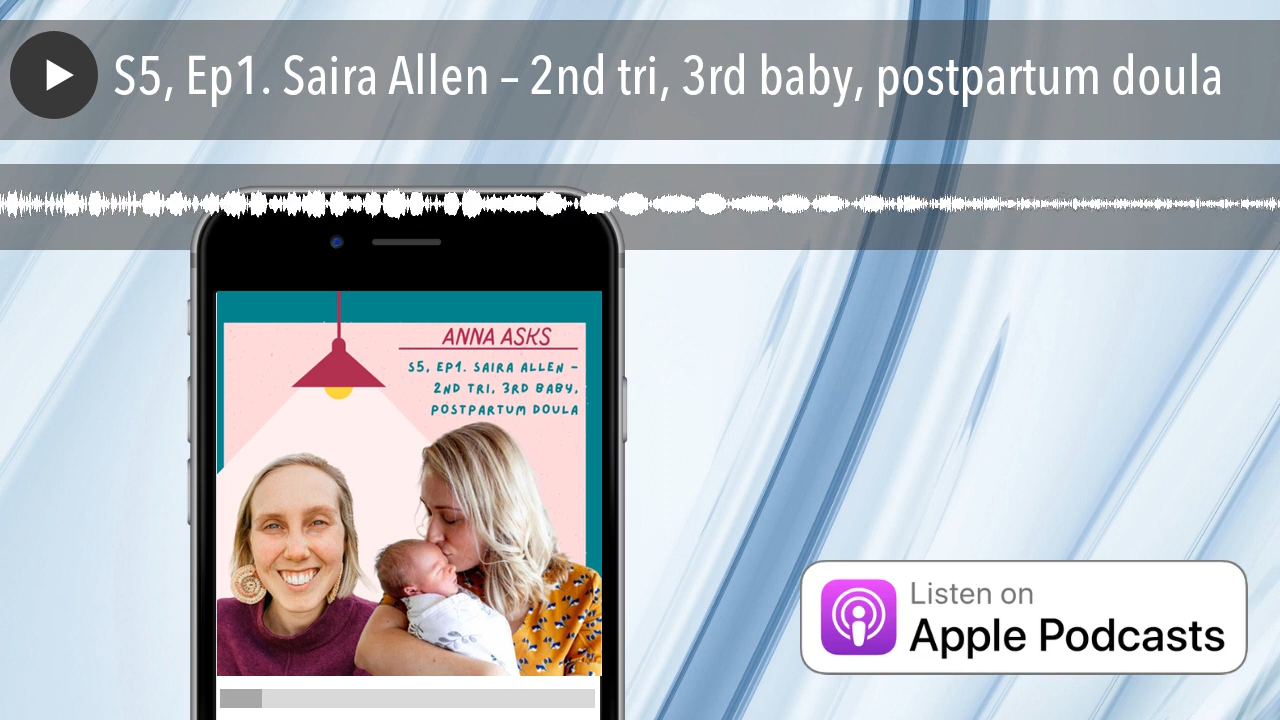 S5, Ep1. Saira Allen – 2nd tri, 3rd baby, postpartum doula
ANNA ASKS
S5, EP1. SAIRA ALLEN –
2ND TRI, 3RD BABY,
POSTPARTUM DOULA
Listen on
Apple Podcasts